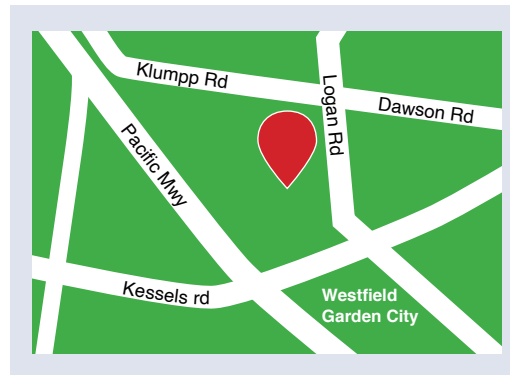 Klumpp Rd
Logan Rd
Dawson Rd
Pacific Mwy
Kessels rd
Westfield
Garden City